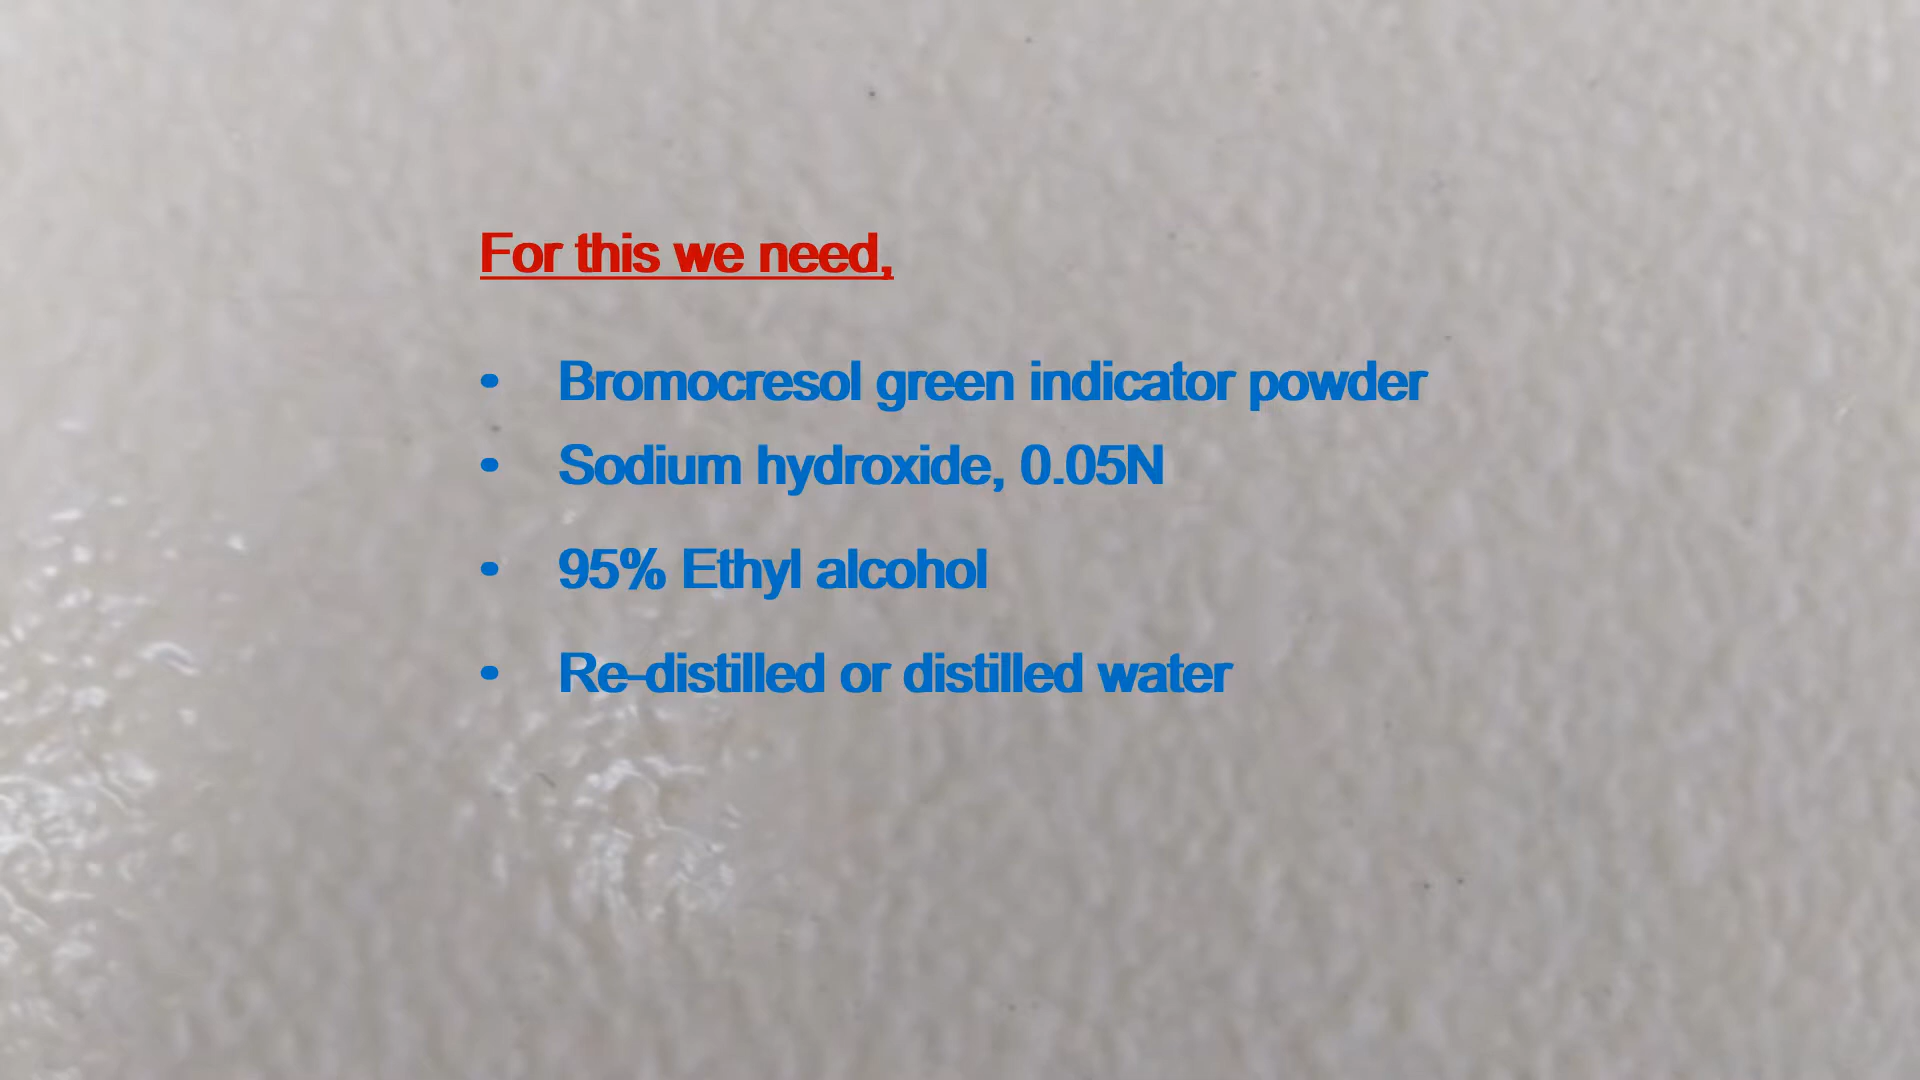 For this we need,
• Bromocresol green indicator powder
• Sodium hydroxide, 0.05N
• 95% Ethyl alcohol
• Re-distilled or distilled water